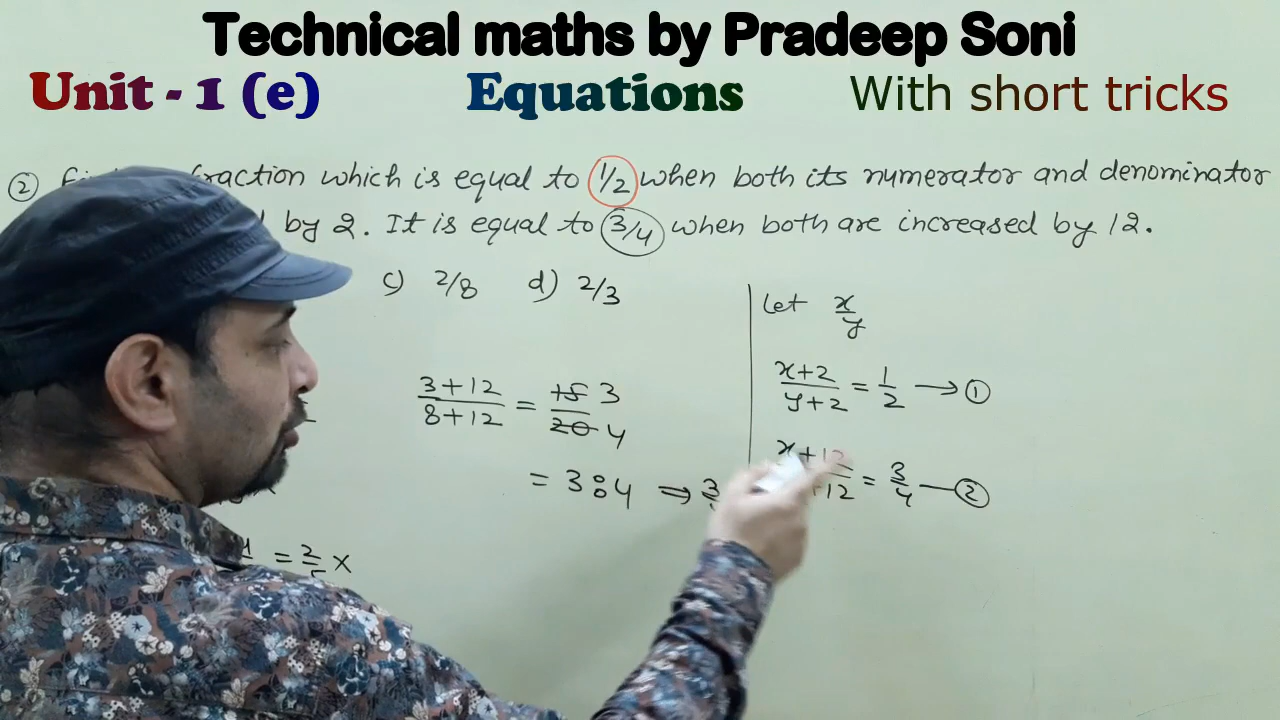 Technical maths by Pradeep Soni
Unit - 1 (e) Equations With short tricks
② fraction which is equal to 1/2 when both its numerator and denominator
by 2. It is equal to 3/4 when both are increased by 12.
c) 2/8 d) 2/3
Let x/y
(x+2)/(y+2) = 1/2 → ①
(3+12)/(8+12) = 15/20 3/4
x+12/+12 = 3/4 — ②
= 3:4 ⇒ 3
= 2/5 x